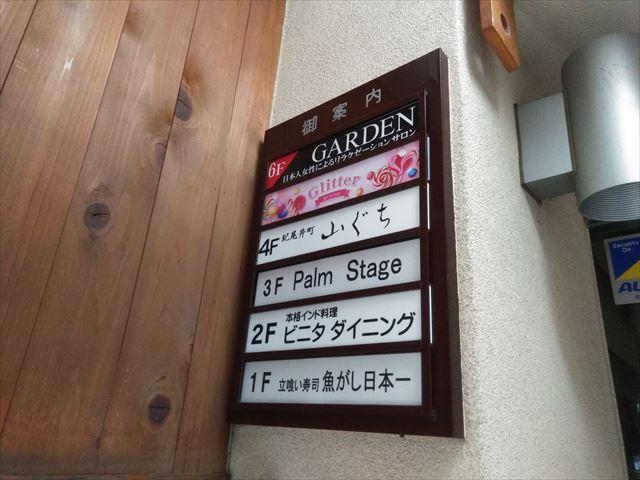 御案内
6F GARDEN
日本人女性によるリラクゼーションサロン
Glitter
4F 紀尾井町 山ぐち
3F Palm Stage
本格インド料理
2F ビニタ ダイニング
1F 立喰い寿司 魚がし日本一
Security
On